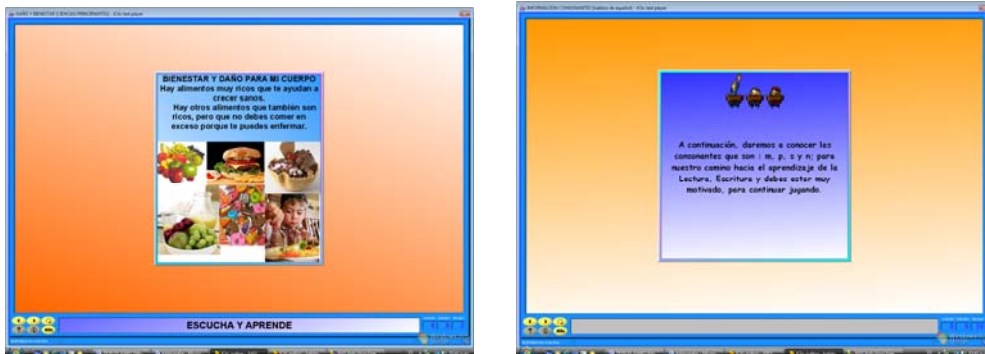 BIENESTAR Y DAÑO PARA MI CUERPO
Hay alimentos muy ricos que te ayudan a
crecer sanos.
Hay otros alimentos que también son
ricos, pero que no debes comer en
exceso porque te puedes enfermar.
ESCUCHA Y APRENDE
A continuación, daremos a conocer las
consonantes que son : m, p, s y n; para
nuestro camino hacia el aprendizaje de la
Lectura, Escritura y debes estar muy
motivado, para continuar jugando.